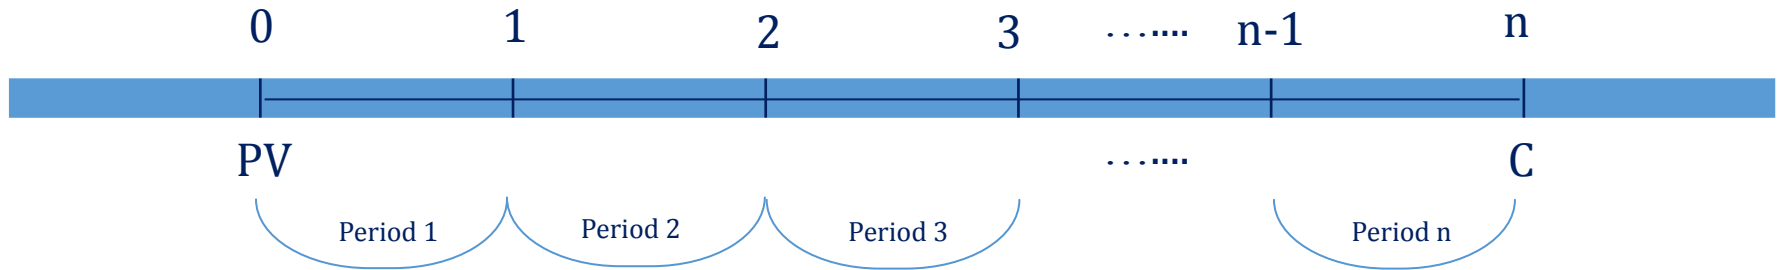 0 1 2 3 ….... n-1 n
PV ….... C
Period 1 Period 2 Period 3 Period n